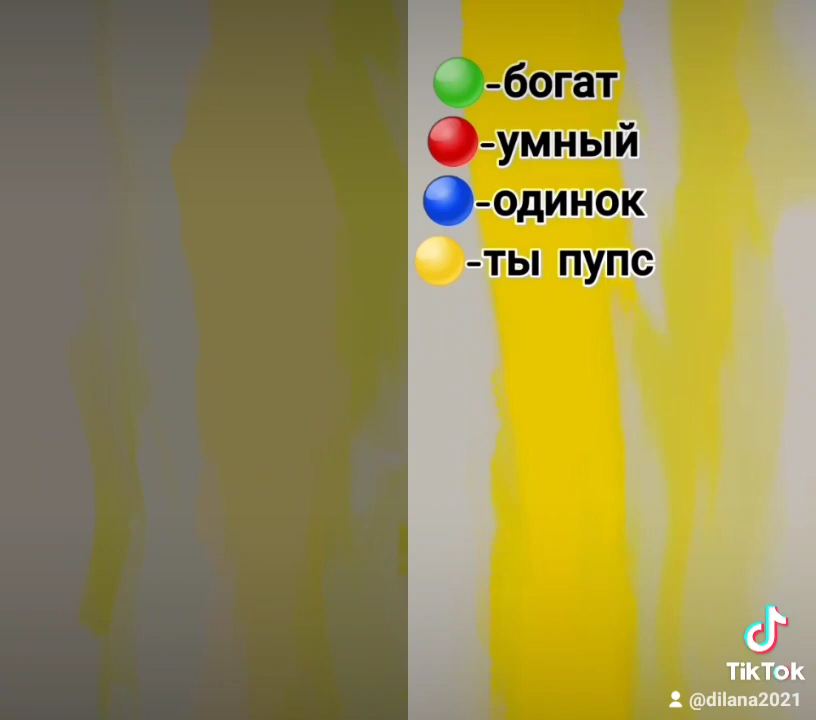 -богат
-умный
-одинок
-ты пупс
TikTok
@dilana2021